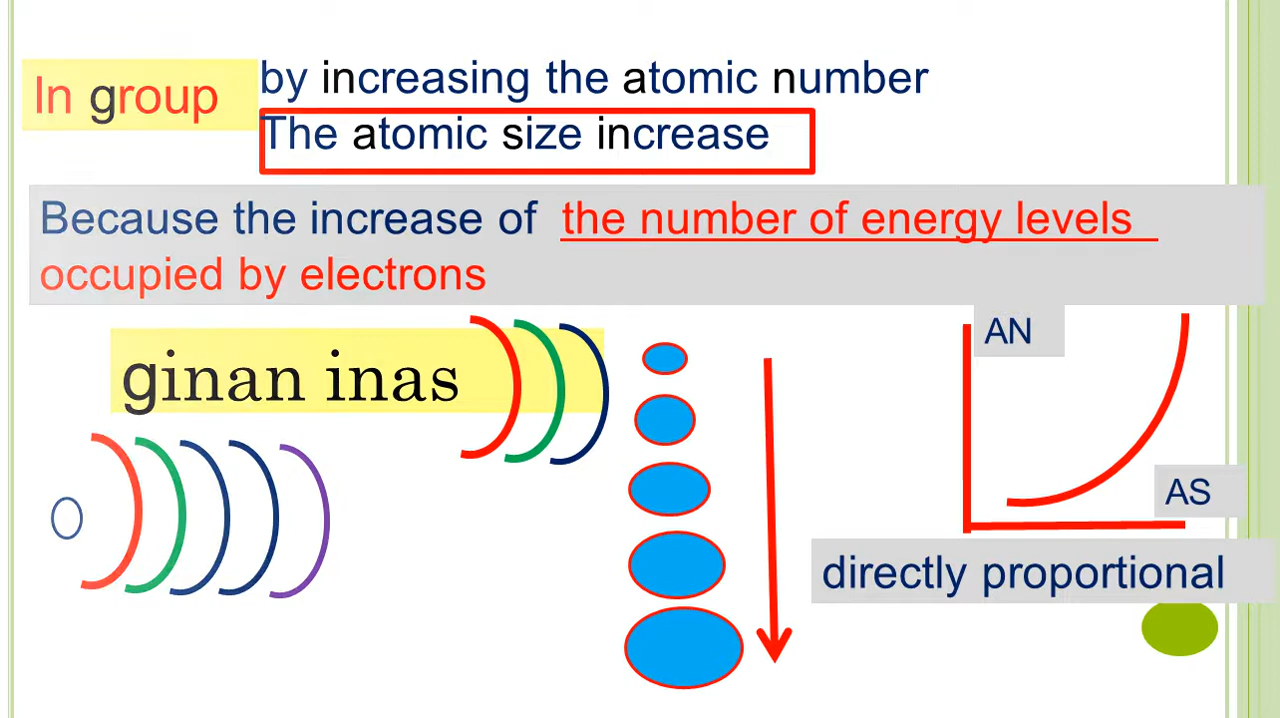 In group
by increasing the atomic number
The atomic size increase
Because the increase of the number of energy levels
occupied by electrons
ginan inas
AN
AS
directly proportional